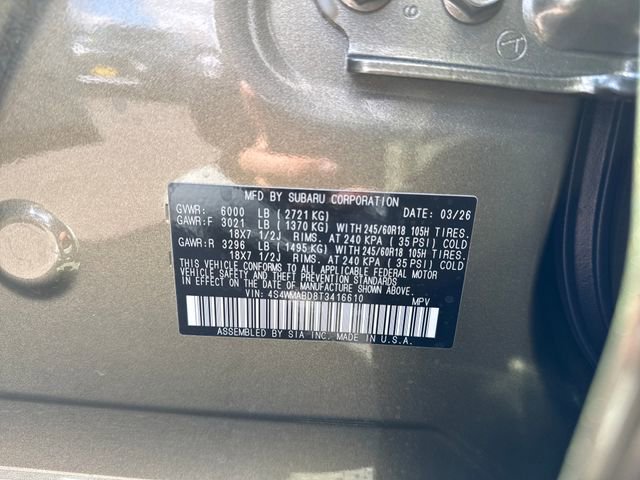 MFD BY SUBARU CORPORATION
GVWR: 6000 LB (2721 KG) DATE: 03/26
GAWR:F 3021 LB (1370 KG) WITH 245/60R18 105H TIRES.
18X7 1/2J RIMS. AT 240 KPA (35 PSI) COLD
GAWR:R 3296 LB (1495 KG) WITH 245/60R18 105H TIRES.
18X7 1/2J RIMS. AT 240 KPA (35 PSI) COLD
THIS VEHICLE CONFORMS TO ALL APPLICABLE FEDERAL MOTOR
VEHICLE SAFETY AND THEFT PREVENTION STANDARDS
IN EFFECT ON THE DATE OF MANUFACTURE SHOWN ABOVE.
VIN: 4S4WMABD8T3416610 MPV
ASSEMBLED BY SIA INC. MADE IN U.S.A.